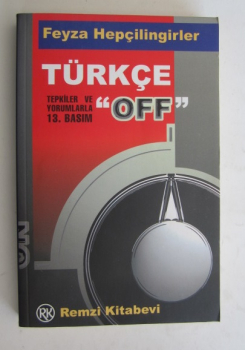 Feyza Hepçilingirler
TÜRKÇE
TEPKİLER VE
YORUMLARLA
13. BASIM
“OFF”
RK
Remzi Kitabevi